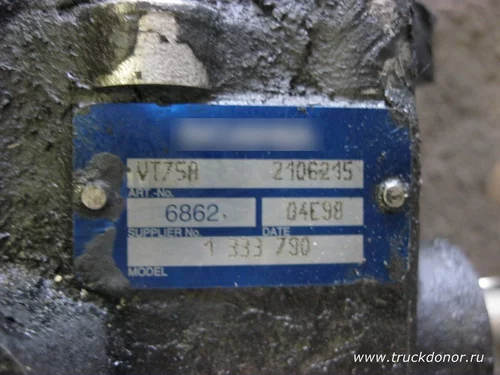 VT75A 2106215
ART.-No.
6862. 04E98
SUPPLIER No. DATE
1 333 790
MODEL
www.truckdonor.ru